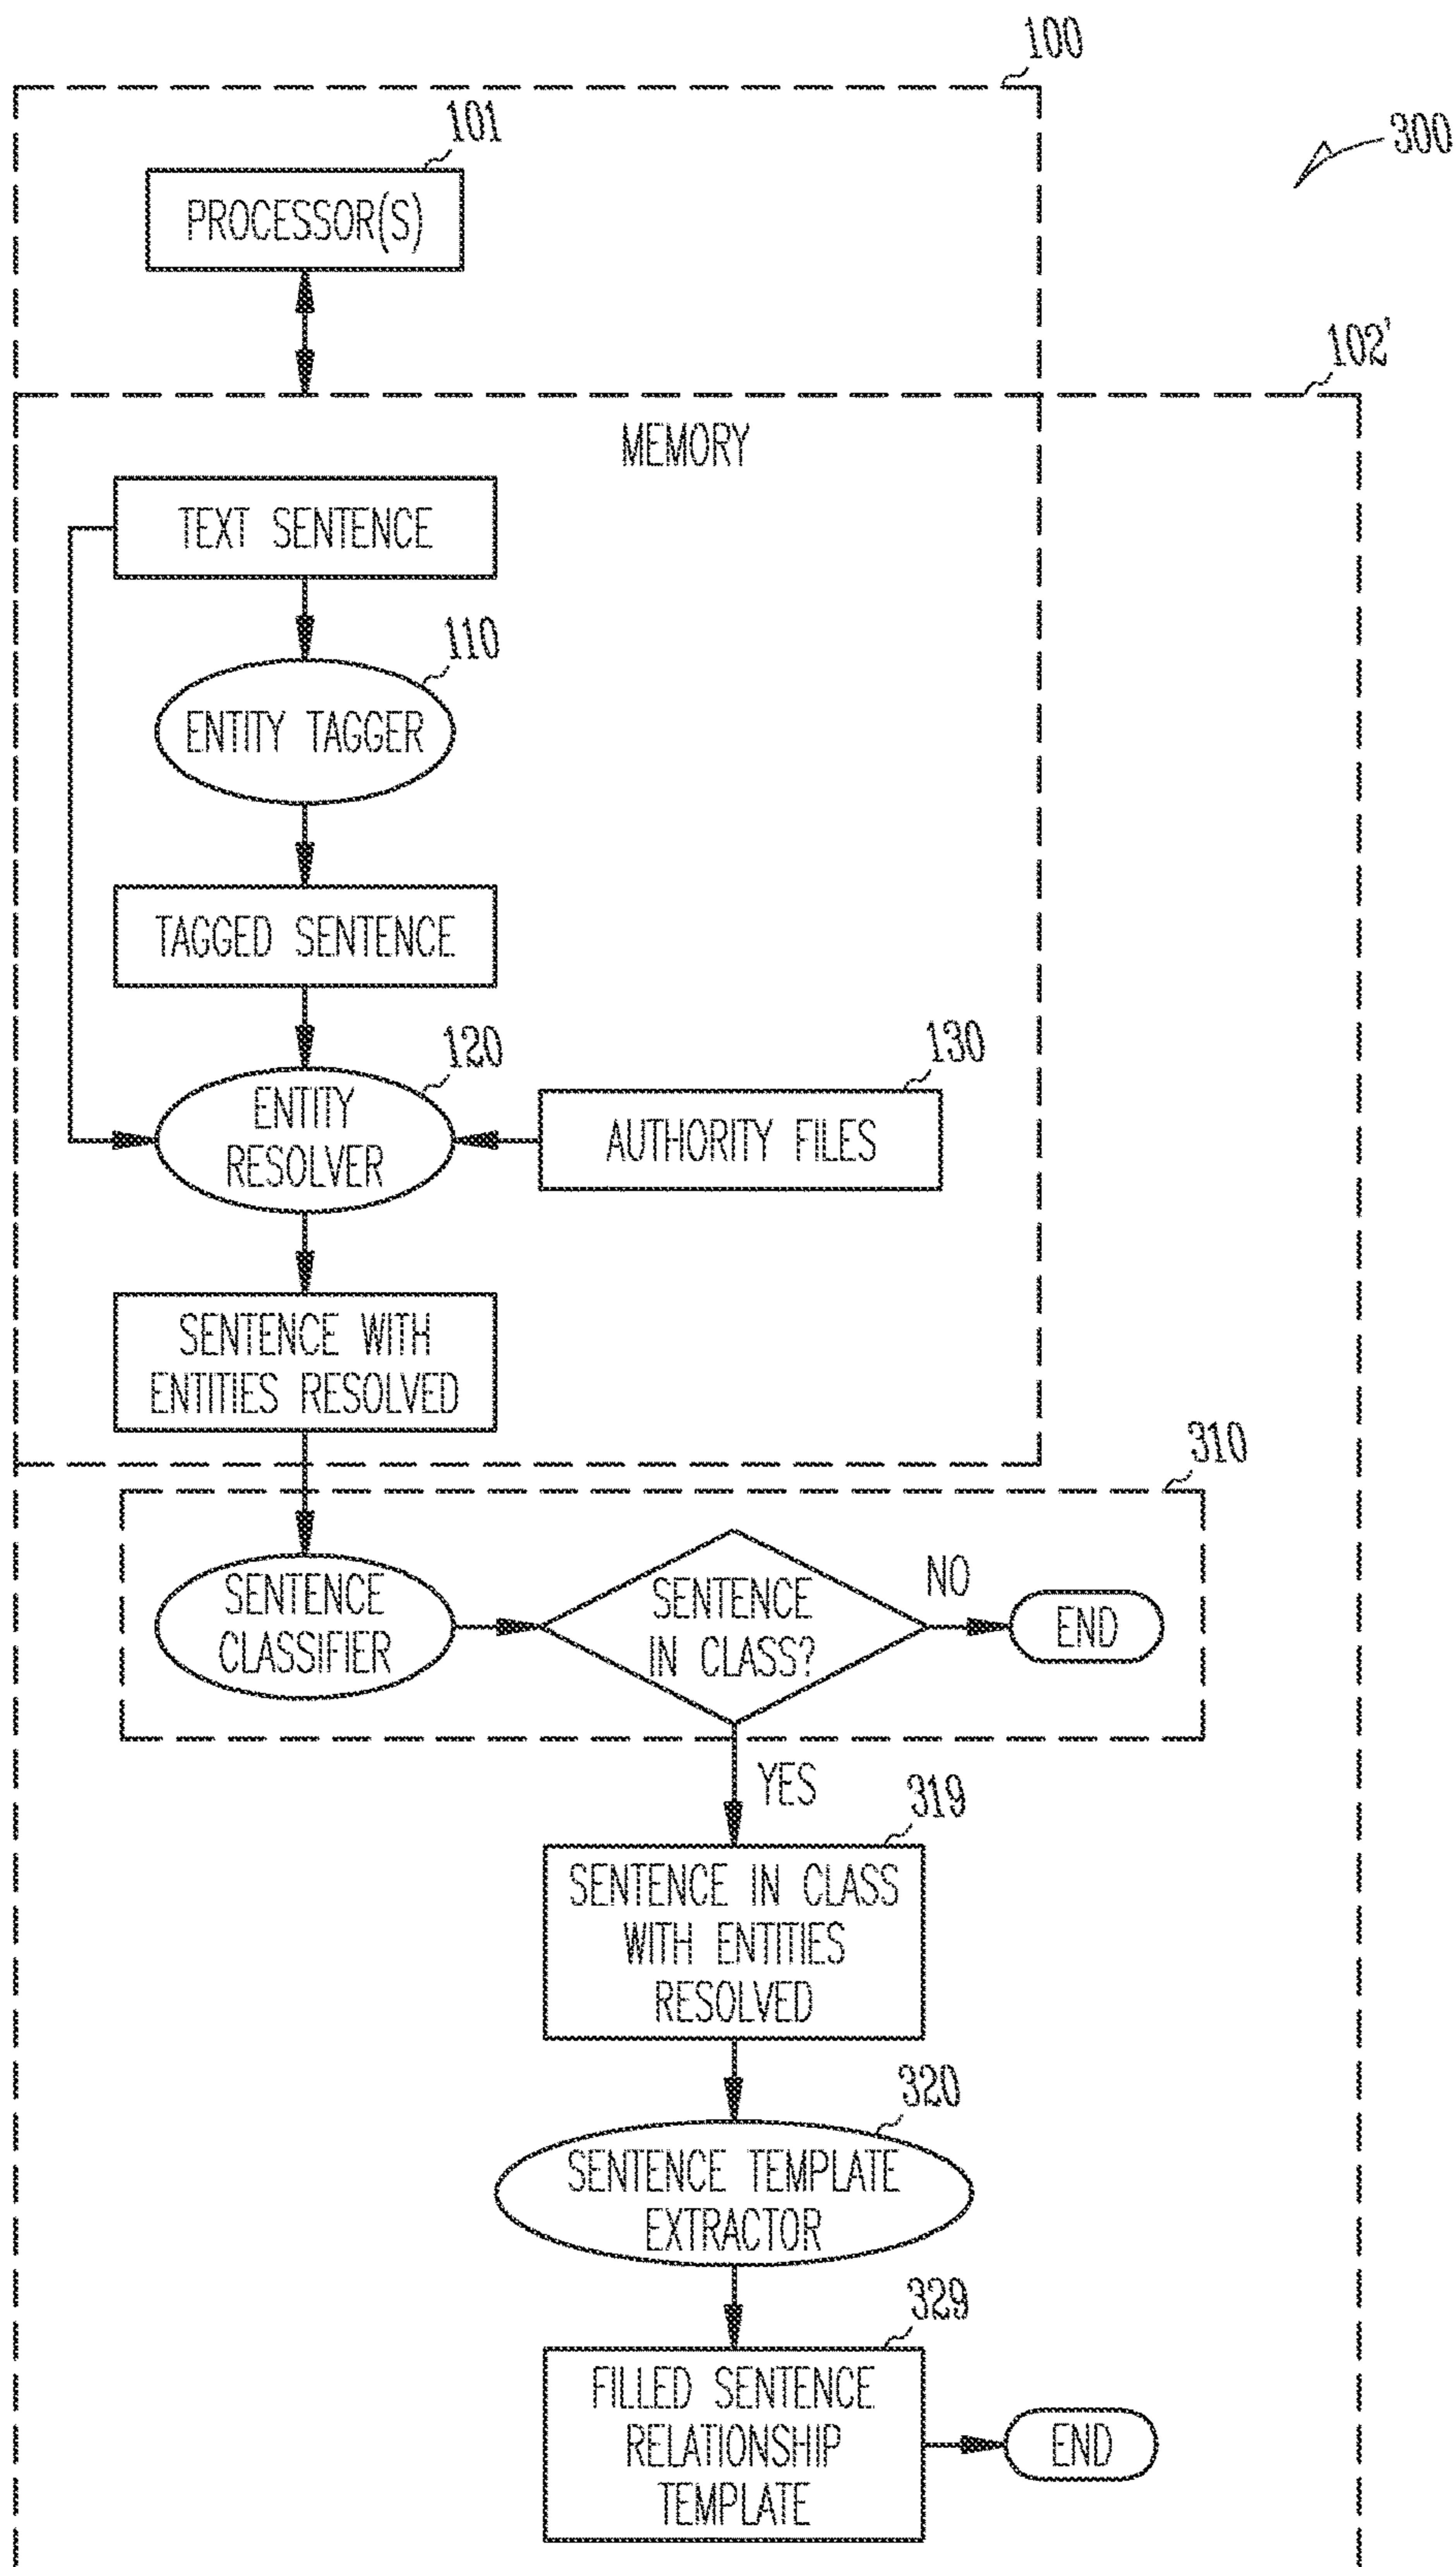 100
101
300
PROCESSOR(S)
102'
MEMORY
TEXT SENTENCE
110
ENTITY TAGGER
TAGGED SENTENCE
120
130
ENTITY
RESOLVER
AUTHORITY FILES
SENTENCE WITH
ENTITIES RESOLVED
310
SENTENCE
CLASSIFIER
SENTENCE
IN CLASS?
NO
END
YES
319
SENTENCE IN CLASS
WITH ENTITIES
RESOLVED
320
SENTENCE TEMPLATE
EXTRACTOR
329
FILLED SENTENCE
RELATIONSHIP
TEMPLATE
END